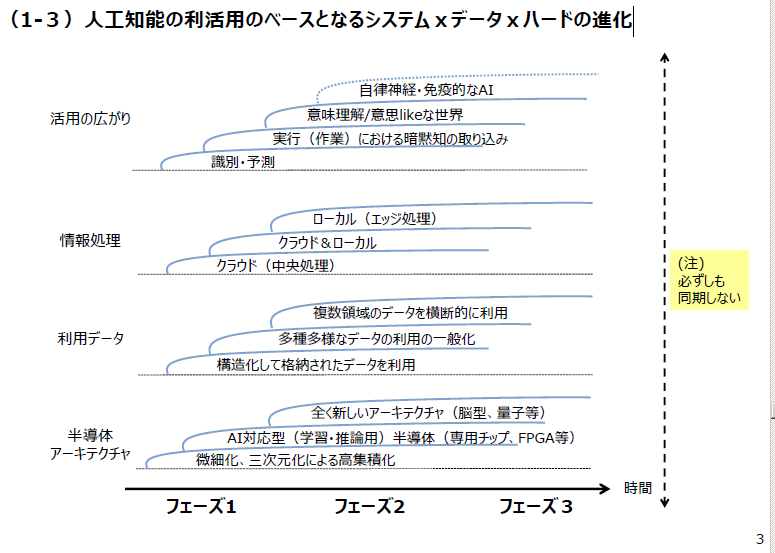 （1-３）人工知能の利活用のベースとなるシステムｘデータｘハードの進化
活用の広がり
自律神経・免疫的なAI
意味理解/意思likeな世界
実行（作業）における暗黙知の取り込み
識別・予測
情報処理
ローカル（エッジ処理）
クラウド＆ローカル
クラウド（中央処理）
利用データ
複数領域のデータを横断的に利用
多種多様なデータの利用の一般化
構造化して格納されたデータを利用
半導体
アーキテクチャ
全く新しいアーキテクチャ（脳型、量子等）
AI対応型（学習・推論用）半導体（専用チップ、FPGA等）
微細化、三次元化による高集積化
フェーズ1
フェーズ2
フェーズ３
時間
(注)
必ずしも
同期しない
3